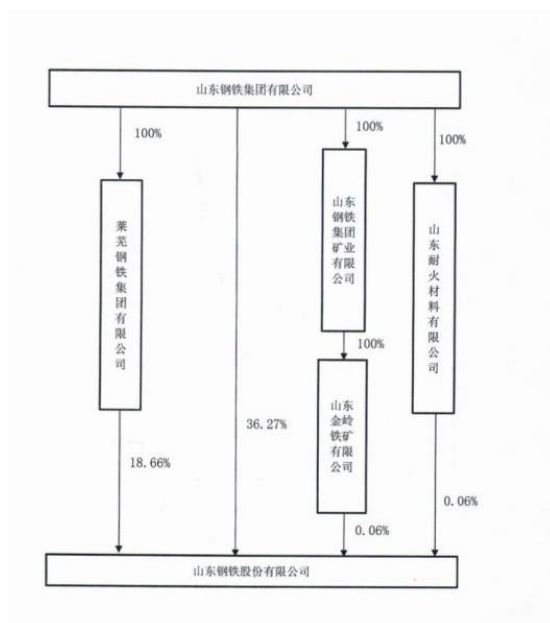 山东钢铁集团有限公司
100%
100%
100%
莱芜钢铁集团有限公司
山东
钢铁
集团
矿业
有限
公司
山东耐火材料有限公司
100%
36.27%
山东
金岭
铁矿
有限
公司
18.66%
0.06%
0.06%
山东钢铁股份有限公司